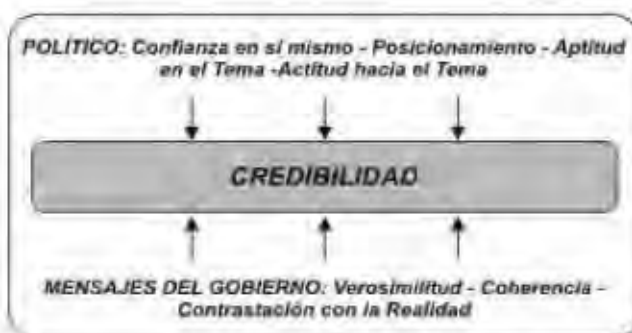 POLÍTICO: Confianza en sí mismo - Posicionamiento - Aptitud
en el Tema -Actitud hacia el Tema
CREDIBILIDAD
MENSAJES DEL GOBIERNO: Verosimilitud - Coherencia -
Contrastación con la Realidad